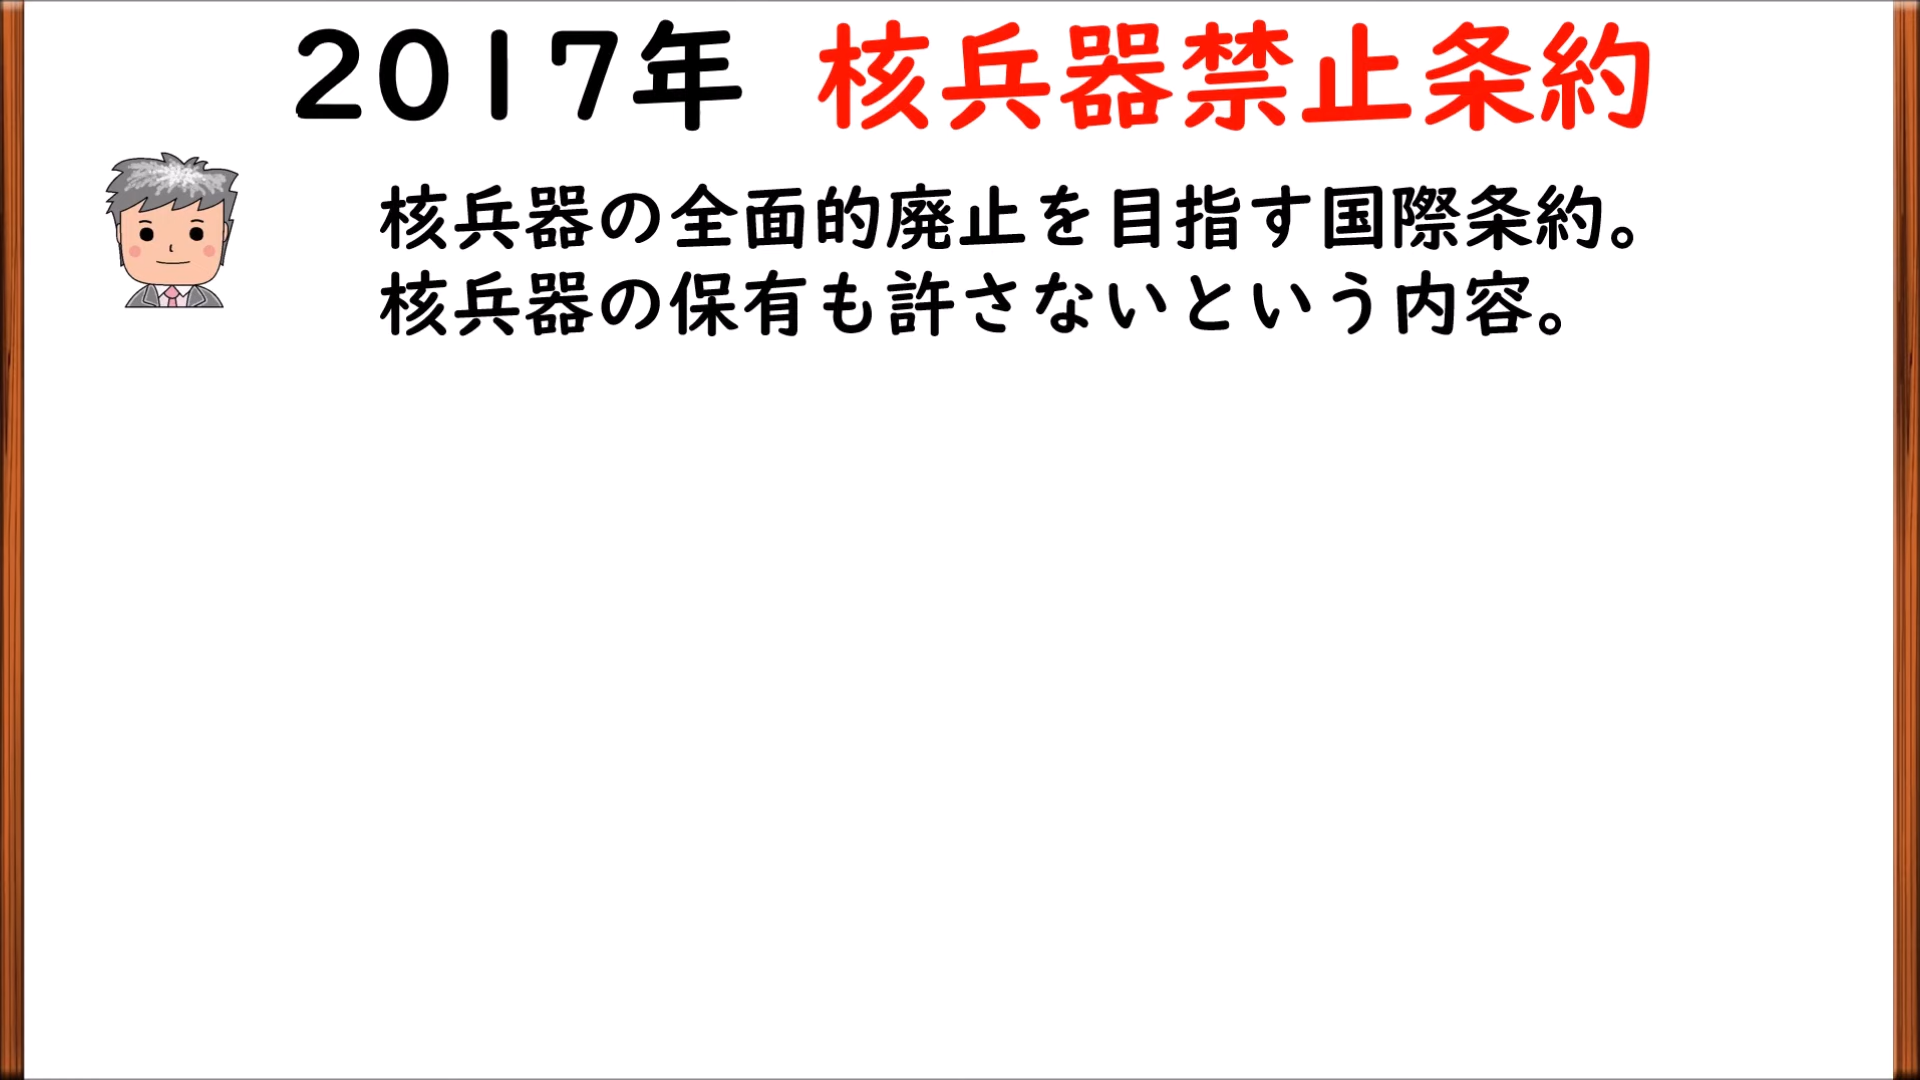 ２０１７年　核兵器禁止条約
核兵器の全面的廃止を目指す国際条約。
核兵器の保有も許さないという内容。